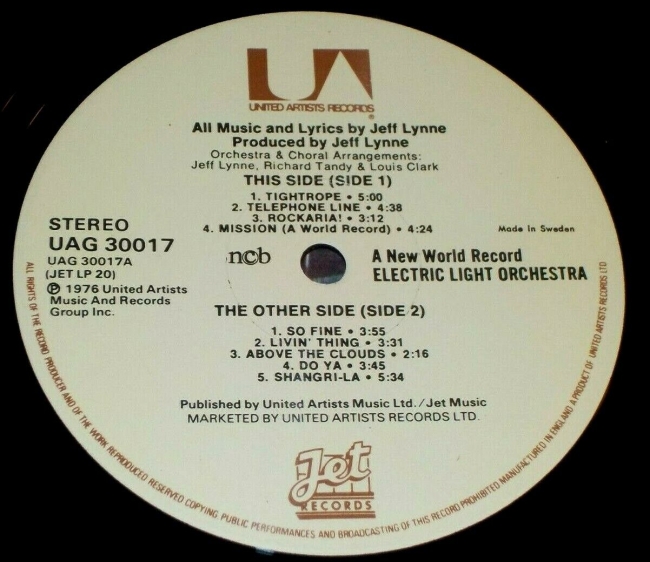 UA
UNITED ARTISTS RECORDS
®
All Music and Lyrics by Jeff Lynne
Produced by Jeff Lynne
Orchestra & Choral Arrangements:
Jeff Lynne, Richard Tandy & Louis Clark
THIS SIDE (SIDE 1)
1. TIGHTROPE • 5:00
2. TELEPHONE LINE • 4:38
3. ROCKARIA! • 3:12
4. MISSION (A World Record) • 4:24
STEREO
UAG 30017
UAG 30017A
(JET LP 20)
℗ 1976 United Artists
Music And Records
Group Inc.
ncb
Made in Sweden
A New World Record
ELECTRIC LIGHT ORCHESTRA
THE OTHER SIDE (SIDE 2)
1. SO FINE • 3:55
2. LIVIN' THING • 3:31
3. ABOVE THE CLOUDS • 2:16
4. DO YA • 3:45
5. SHANGRI-LA • 5:34
Published by United Artists Music Ltd./Jet Music
MARKETED BY UNITED ARTISTS RECORDS LTD.
Jet
RECORDS
ALL RIGHTS OF THE RECORD PRODUCER AND OF THE WORK REPRODUCED RESERVED COPYING, PUBLIC PERFORMANCES AND BROADCASTING OF THIS RECORD PROHIBITED MANUFACTURED IN ENGLAND A PRODUCT OF UNITED ARTISTS RECORDS LTD